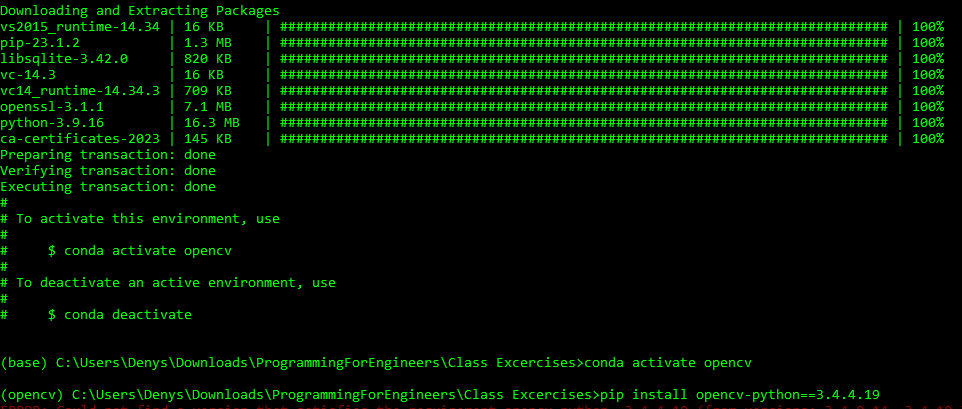 Downloading and Extracting Packages
vs2015_runtime-14.34 | 16 KB     | ############################################################################ | 100%
pip-23.1.2           | 1.3 MB    | ############################################################################ | 100%
libsqlite-3.42.0     | 820 KB    | ############################################################################ | 100%
vc-14.3              | 16 KB     | ############################################################################ | 100%
vc14_runtime-14.34.3 | 709 KB    | ############################################################################ | 100%
openssl-3.1.1        | 7.1 MB    | ############################################################################ | 100%
python-3.9.16        | 16.3 MB   | ############################################################################ | 100%
ca-certificates-2023 | 145 KB    | ############################################################################ | 100%
Preparing transaction: done
Verifying transaction: done
Executing transaction: done
#
# To activate this environment, use
#
#     $ conda activate opencv
#
# To deactivate an active environment, use
#
#     $ conda deactivate
(base) C:\Users\Denys\Downloads\ProgrammingForEngineers\Class Excercises>conda activate opencv
(opencv) C:\Users\Denys\Downloads\ProgrammingForEngineers\Class Excercises>pip install opencv-python==3.4.4.19